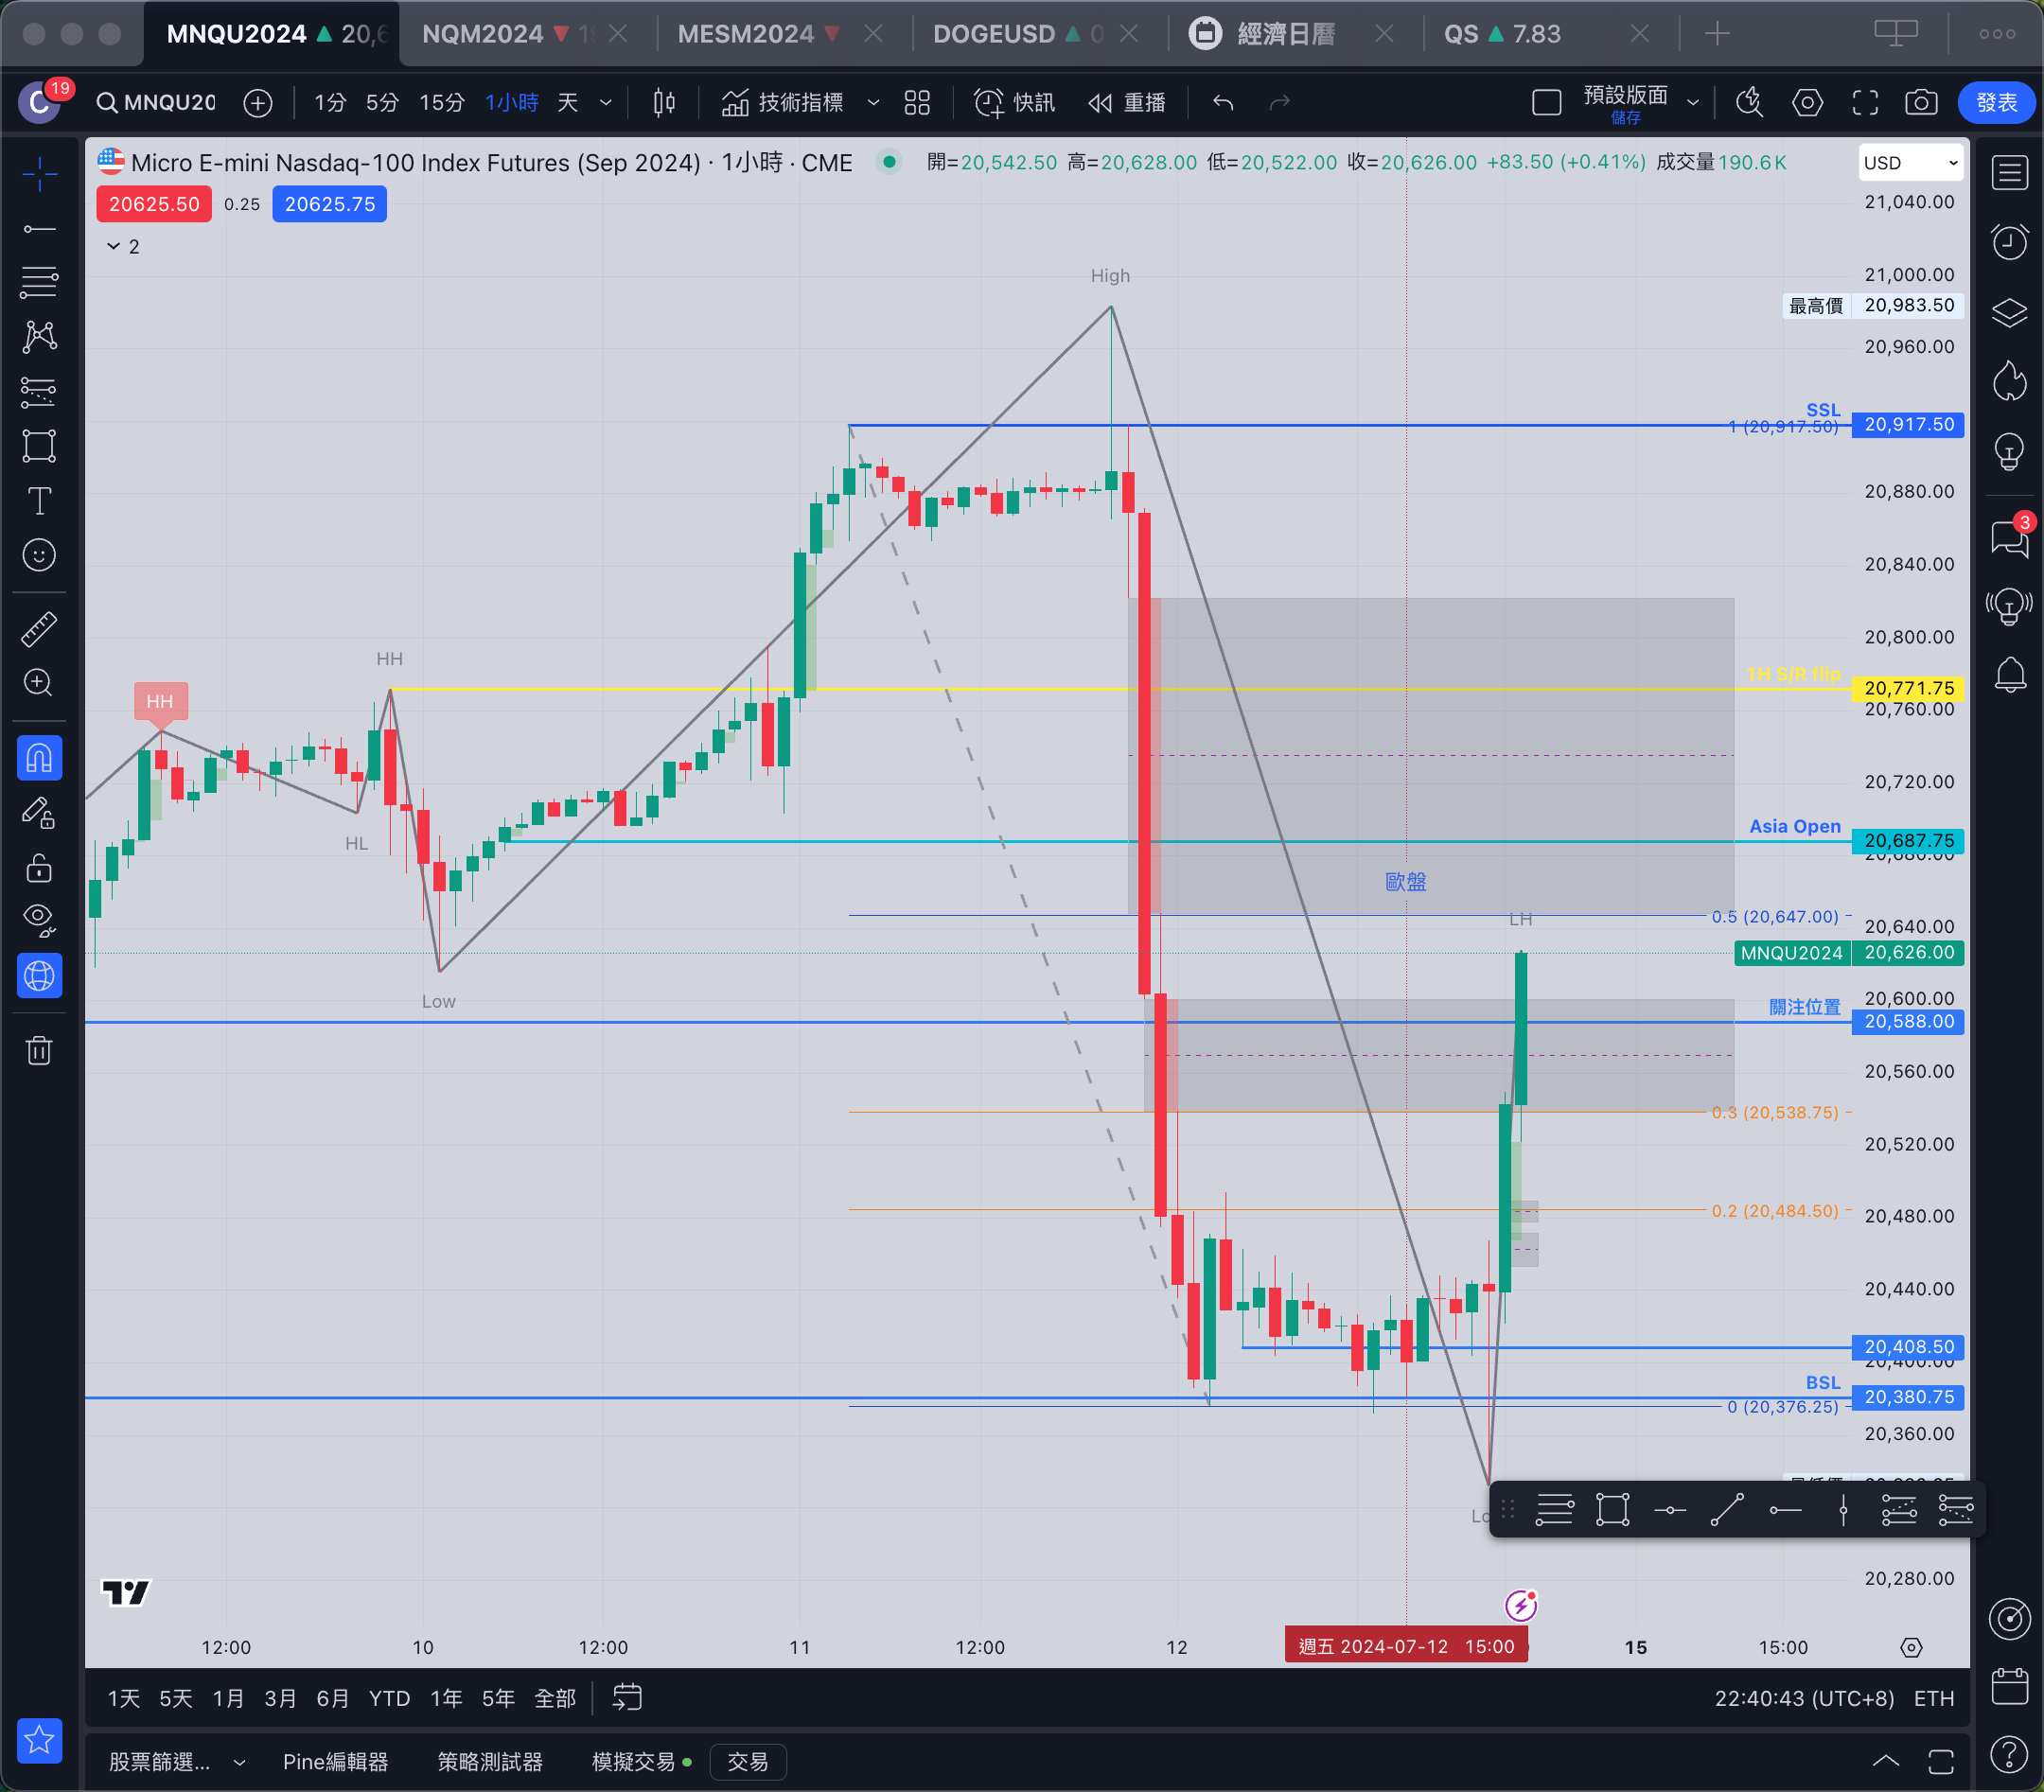 MNQU2024 ▲ 20,6
NQM2024 ▼
MESM2024 ▼
DOGEUSD ▲ 0
經濟日曆
QS ▲ 7.83
C 19
MNQU20
1分 5分 15分 1小時 天
技術指標
快訊
重播
預設版面
儲存
發表
Micro E-mini Nasdaq-100 Index Futures (Sep 2024) · 1小時 · CME
開=20,542.50 高=20,628.00 低=20,522.00 收=20,626.00 +83.50 (+0.41%) 成交量190.6K
USD
20625.50 0.25 20625.75
2
21,040.00
High
21,000.00
最高價 20,983.50
20,960.00
SSL
1 (20,917.50) 20,917.50
20,880.00
20,840.00
20,800.00
HH
HH
1H S/R flip
20,771.75
20,760.00
20,720.00
HL
Asia Open
20,687.75
20,680.00
歐盤
0.5 (20,647.00)
LH
20,640.00
MNQU2024 20,626.00
Low
20,600.00
關注位置
20,588.00
20,560.00
0.3 (20,538.75)
20,520.00
0.2 (20,484.50)
20,480.00
20,440.00
20,408.50
20,400.00
BSL
20,380.75
0 (20,376.25)
20,360.00
20,280.00
12:00 10 12:00 11 12:00 12 週五 2024-07-12 15:00 15 15:00
1天 5天 1月 3月 6月 YTD 1年 5年 全部
22:40:43 (UTC+8) ETH
股票篩選... Pine編輯器 策略測試器 模擬交易 交易
3